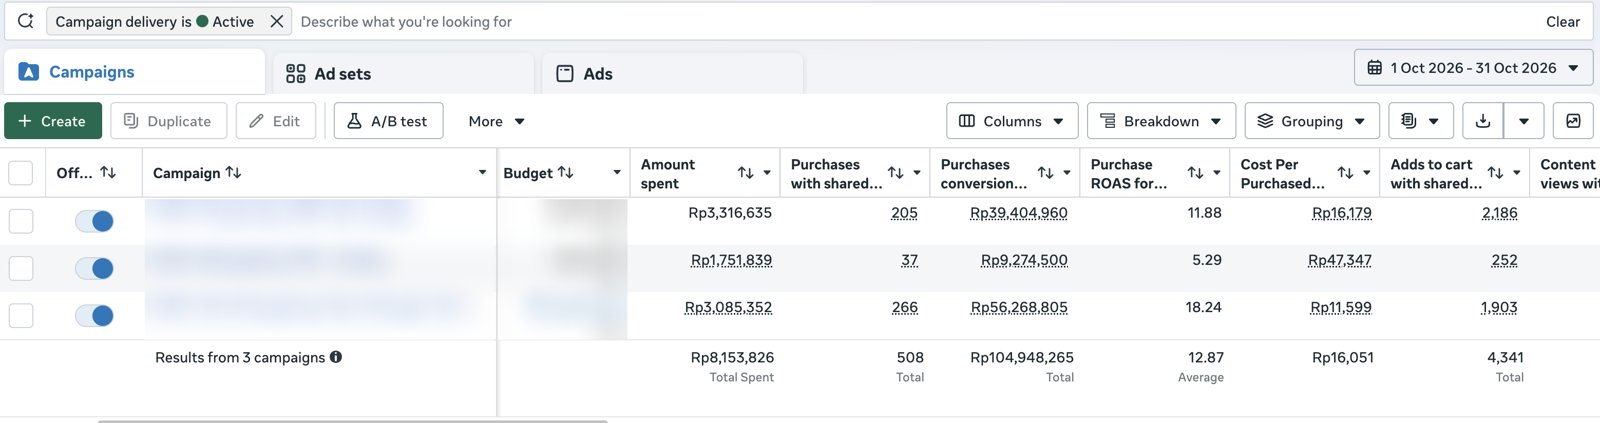 Campaign delivery is Active Describe what you're looking for Clear
Campaigns Ad sets Ads 1 Oct 2026 - 31 Oct 2026
+ Create Duplicate Edit A/B test More Columns Breakdown Grouping
Off... Campaign Budget Amount spent Purchases with shared... Purchases conversion... Purchase ROAS for... Cost Per Purchased... Adds to cart with shared... Content views wit
Rp3,316,635 205 Rp39,404,960 11.88 Rp16,179 2,186
Rp1,751,839 37 Rp9,274,500 5.29 Rp47,347 252
Rp3,085,352 266 Rp56,268,805 18.24 Rp11,599 1,903
Results from 3 campaigns Rp8,153,826 508 Rp104,948,265 12.87 Rp16,051 4,341
Total Spent Total Total Average Total